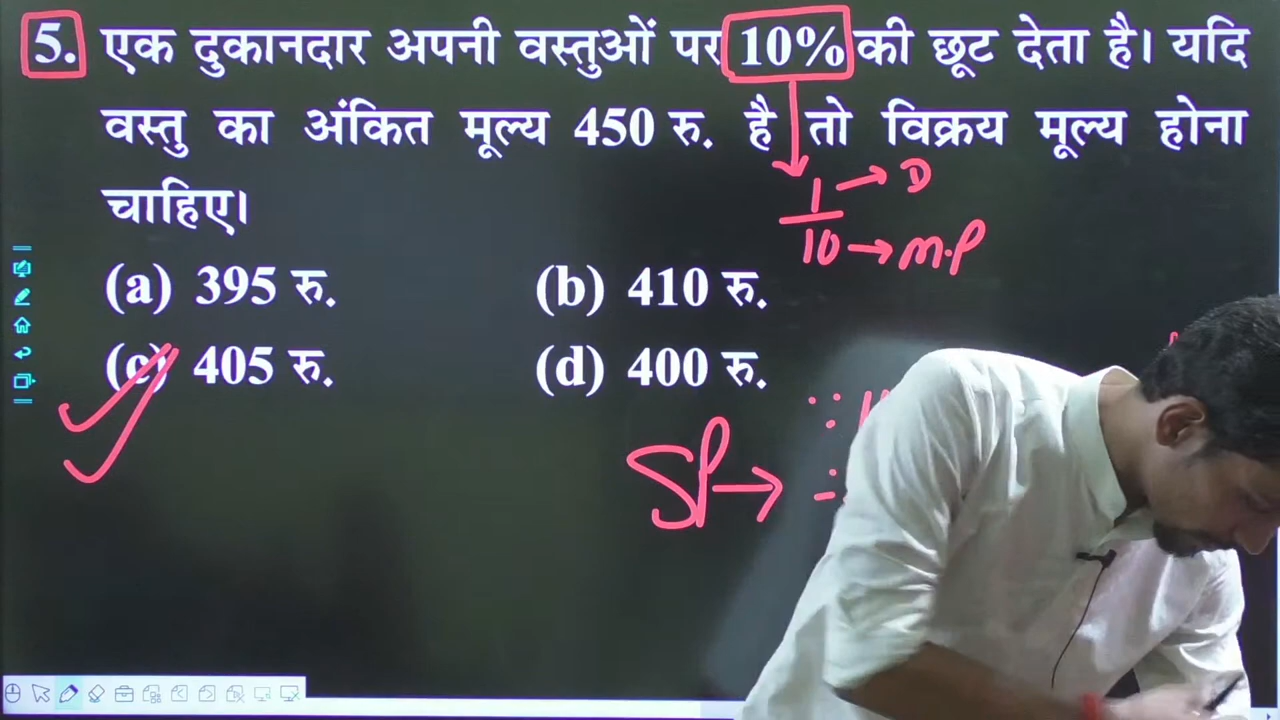 5. एक दुकानदार अपनी वस्तुओं पर 10% की छूट देता है। यदि
वस्तु का अंकित मूल्य 450 रु. है तो विक्रय मूल्य होना
चाहिए।
1 → D
10 → M.P
(a) 395 रु.
(b) 410 रु.
(c) 405 रु.
(d) 400 रु.
SP →